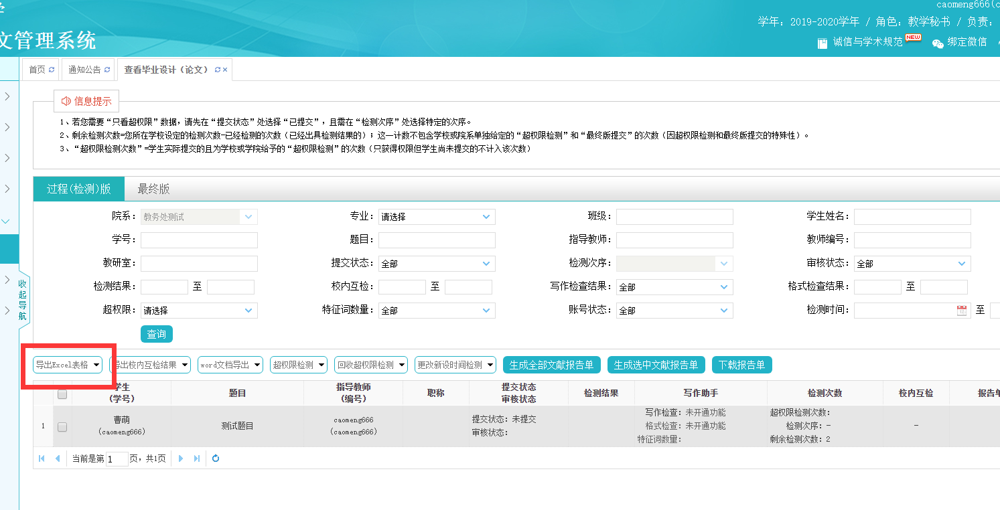 caomeng666(c
学年：2019-2020学年 / 角色：教学秘书 / 负责：
文管理系统
诚信与学术规范 NEW 绑定微信
首页 通知公告 查看毕业设计（论文）
信息提示
1、若您需要“只看超权限”数据，请先在“提交状态”处选择“已提交”，且需在“检测次序”处选择特定的次序。
2、剩余检测次数=您所在学校设定的检测次数-已经检测的次数（已经出具检测结果的）；这一计数不包含学校或院系单独给定的“超权限检测”和“最终版提交”的次数（因超权限检测和最终版提交的特殊性）。
3、“超权限检测次数”=学生实际提交的且为学校或学院给予的“超权限检测”的次数（只获得权限但学生尚未提交的不计入该次数）
过程(检测)版 最终版
院系： 教务处测试 专业： 请选择 班级： 学生姓名：
学号： 题目： 指导教师： 教师编号：
教研室： 提交状态： 全部 检测次序： 审核状态： 全部
检测结果： 至 校内互检： 至 写作检查结果： 全部 格式检查结果： 至
超权限： 请选择 特征词数量： 全部 账号状态： 全部 检测时间： 至
收起导航
查询
导出Excel表格 导出校内互检结果 word文档导出 超权限检测 回收超权限检测 更改新设时间检测 生成全部文献报告单 生成选中文献报告单 下载报告单
学生
(学号)
题目
指导教师
(编号)
职称
提交状态
审核状态
检测结果 写作助手 检测次数 校内互检 报告单
1
曹萌
(caomeng666)
测试题目
caomeng666
(caomeng666)
提交状态：未提交
审核状态：
写作检查：未开通功能
格式检查：未开通功能
特征词数量：
超权限检测次数：
检测次序：-
剩余检测次数：2
-
当前是第 1 页，共1页